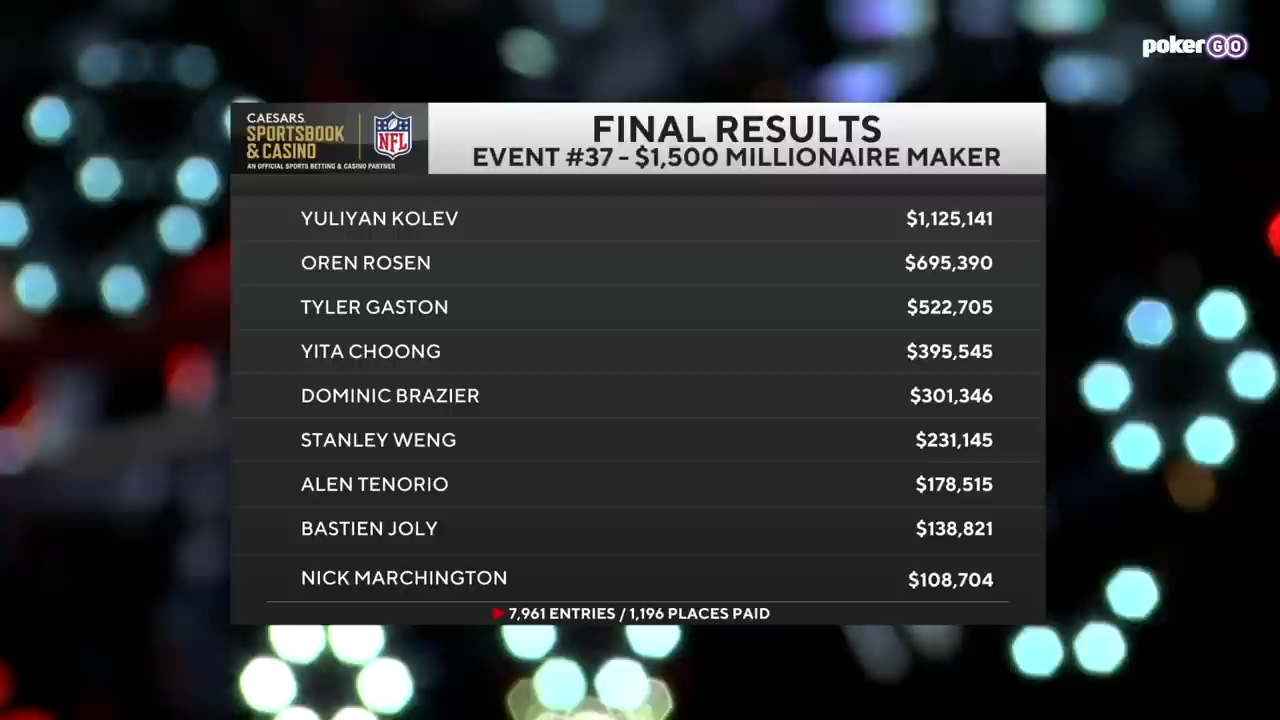 pokerGO
CAESARS
SPORTSBOOK
& CASINO
AN OFFICIAL SPORTS BETTING & CASINO PARTNER
NFL
FINAL RESULTS
EVENT #37 - $1,500 MILLIONAIRE MAKER
YULIYAN KOLEV $1,125,141
OREN ROSEN $695,390
TYLER GASTON $522,705
YITA CHOONG $395,545
DOMINIC BRAZIER $301,346
STANLEY WENG $231,145
ALEN TENORIO $178,515
BASTIEN JOLY $138,821
NICK MARCHINGTON $108,704
7,961 ENTRIES / 1,196 PLACES PAID